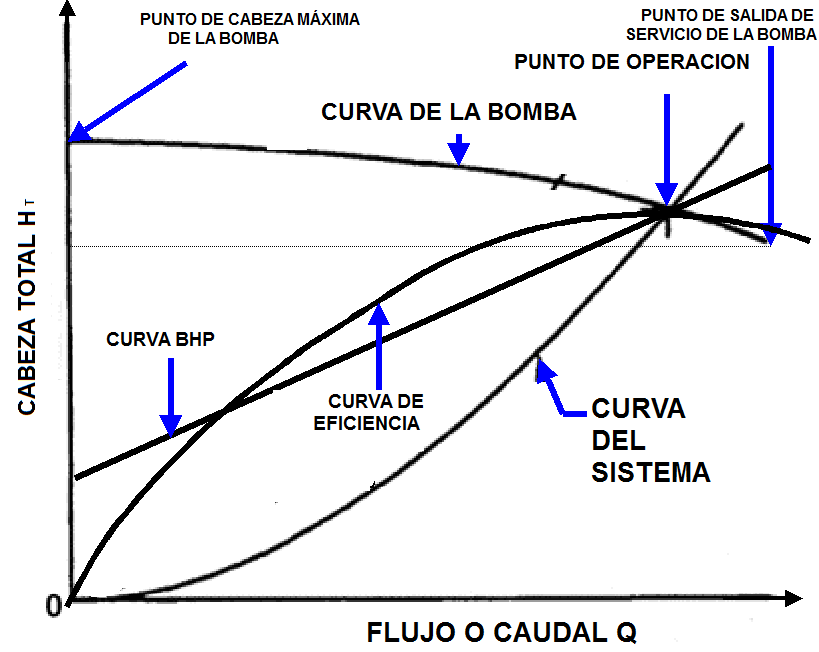 PUNTO DE CABEZA MÁXIMA
DE LA BOMBA
PUNTO DE SALIDA DE
SERVICIO DE LA BOMBA
PUNTO DE OPERACION
CURVA DE LA BOMBA
CABEZA TOTAL H T
CURVA BHP
CURVA DE
EFICIENCIA
CURVA
DEL
SISTEMA
0
FLUJO O CAUDAL Q